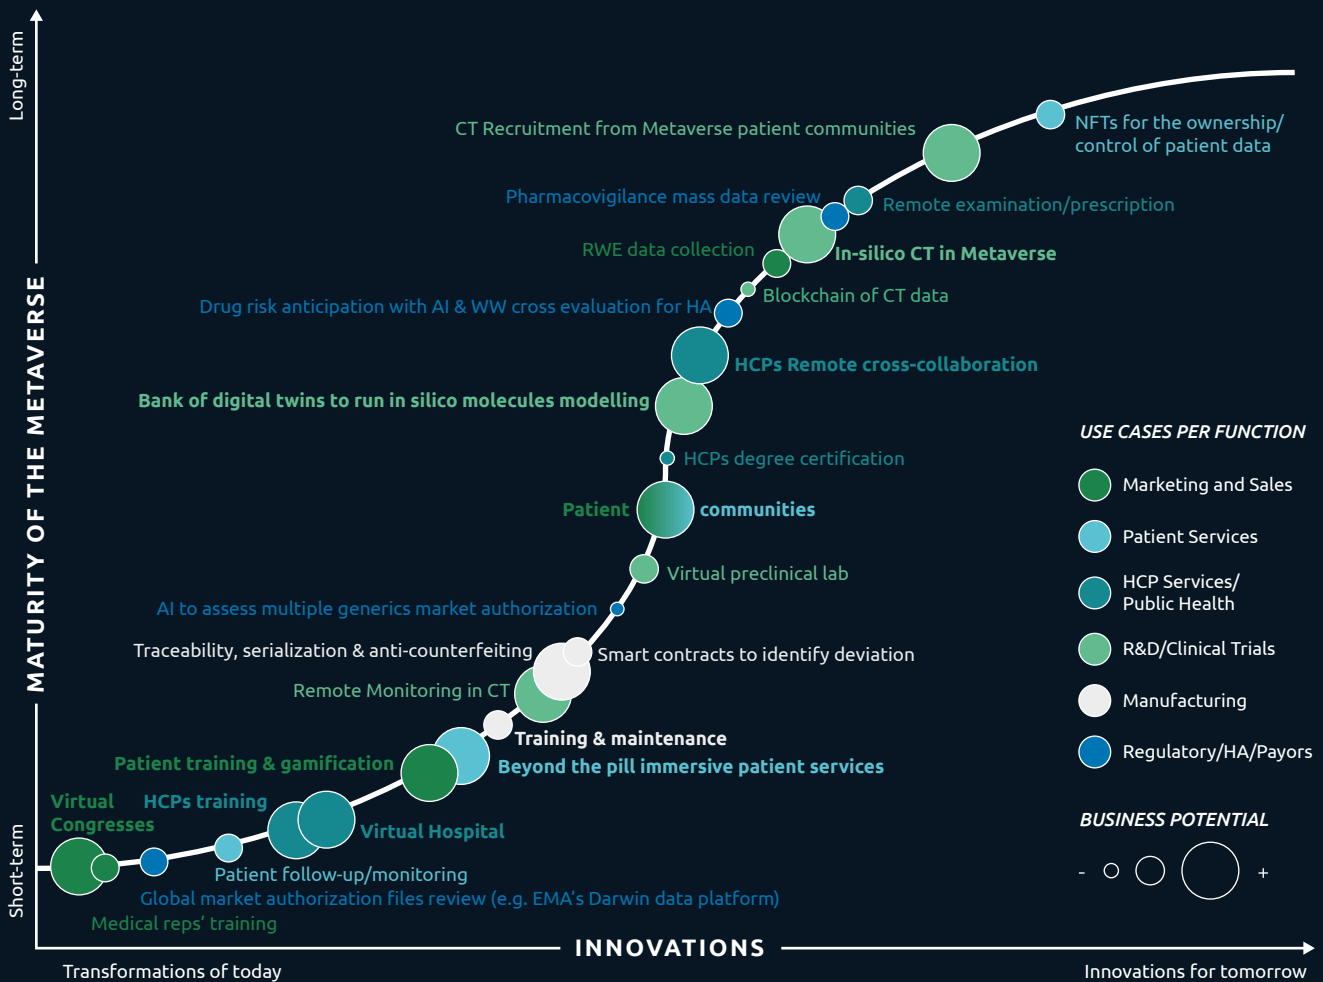 Long-term
MATURITY OF THE METAVERSE
Short-term
CT Recruitment from Metaverse patient communities
NFTs for the ownership/
control of patient data
Pharmacovigilance mass data review
Remote examination/prescription
RWE data collection
In-silico CT in Metaverse
Blockchain of CT data
Drug risk anticipation with AI & WW cross evaluation for HA
HCPs Remote cross-collaboration
Bank of digital twins to run in silico molecules modelling
HCPs degree certification
Patient communities
Virtual preclinical lab
AI to assess multiple generics market authorization
Traceability, serialization & anti-counterfeiting
Smart contracts to identify deviation
Remote Monitoring in CT
Training & maintenance
Patient training & gamification
Beyond the pill immersive patient services
Virtual
Congresses
HCPs training
Virtual Hospital
Patient follow-up/monitoring
Global market authorization files review (e.g. EMA’s Darwin data platform)
Medical reps’ training
USE CASES PER FUNCTION
Marketing and Sales
Patient Services
HCP Services/
Public Health
R&D/Clinical Trials
Manufacturing
Regulatory/HA/Payors
BUSINESS POTENTIAL
- +
INNOVATIONS
Transformations of today
Innovations for tomorrow